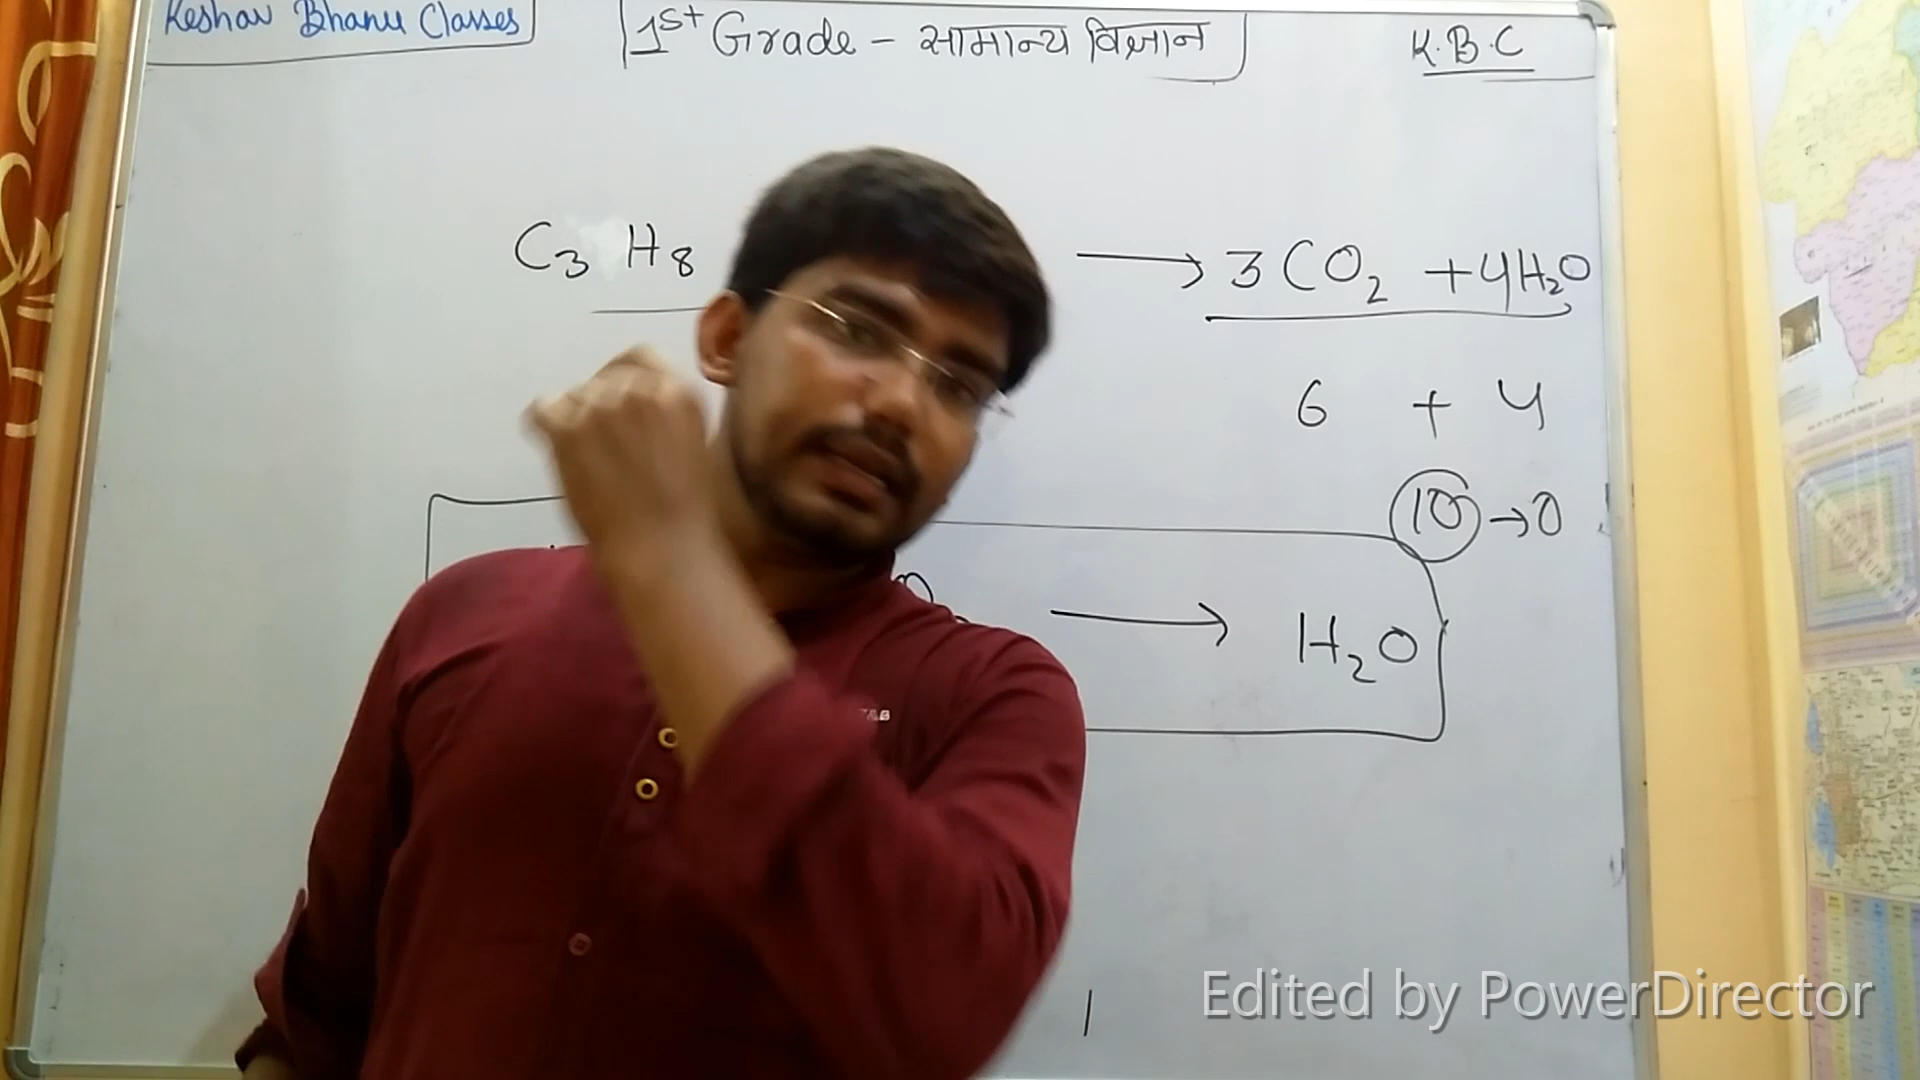 Keshav Bhanu Classes
1st Grade - सामान्य विज्ञान
K.B.C
C3 H8 → 3CO2 + 4H2O
6 + 4
10 → 0
→ H2O
Edited by PowerDirector